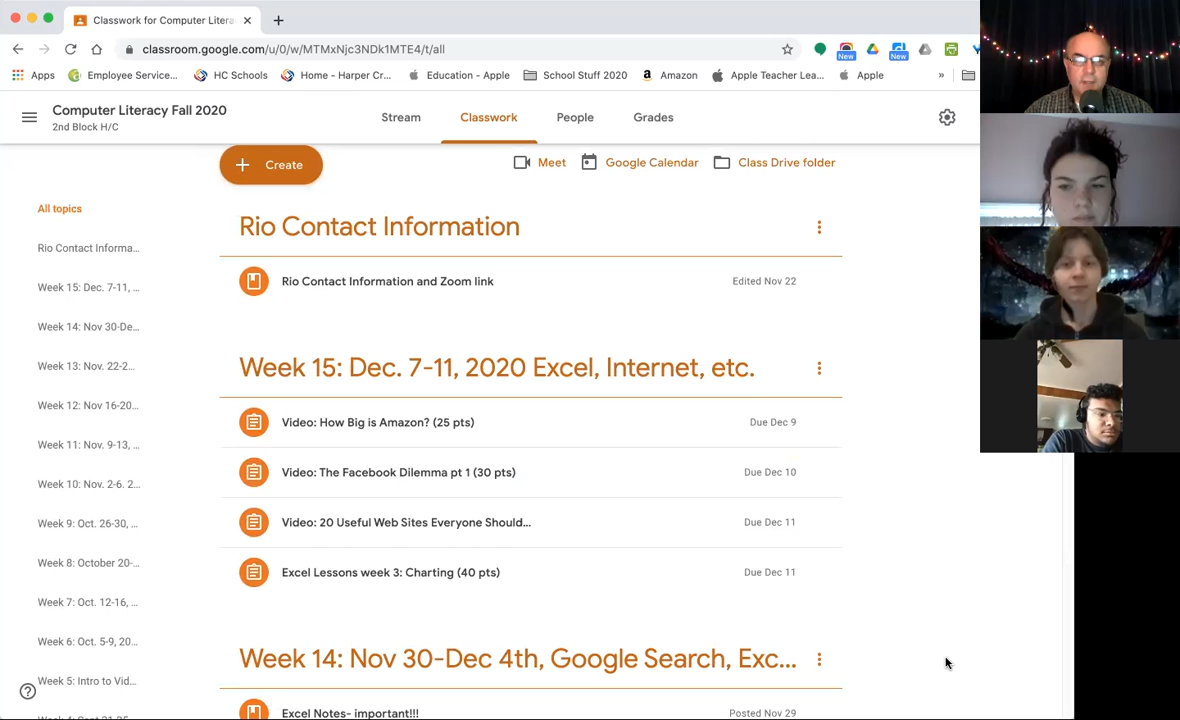 Classwork for Computer Litera
classroom.google.com/u/0/w/MTMxNjc3NDk1MTE4/t/all
New
New
Apps
Employee Service...
HC Schools
Home - Harper Cr...
Education - Apple
School Stuff 2020
Amazon
Apple Teacher Lea...
Apple
»
Computer Literacy Fall 2020
2nd Block H/C
Stream
Classwork
People
Grades
Create
Meet
Google Calendar
Class Drive folder
All topics
Rio Contact Informa...
Week 15: Dec. 7-11, ...
Week 14: Nov 30-De...
Week 13: Nov. 22-2...
Week 12: Nov 16-20...
Week 11: Nov. 9-13, ...
Week 10: Nov. 2-6. 2...
Week 9: Oct. 26-30, ...
Week 8: October 20-...
Week 7: Oct. 12-16, ...
Week 6: Oct. 5-9, 20...
Week 5: Intro to Vid...
Rio Contact Information
Rio Contact Information and Zoom link
Edited Nov 22
Week 15: Dec. 7-11, 2020 Excel, Internet, etc.
Video: How Big is Amazon? (25 pts)
Due Dec 9
Video: The Facebook Dilemma pt 1 (30 pts)
Due Dec 10
Video: 20 Useful Web Sites Everyone Should...
Due Dec 11
Excel Lessons week 3: Charting (40 pts)
Due Dec 11
Week 14: Nov 30-Dec 4th, Google Search, Exc...
Excel Notes- important!!!
Posted Nov 29